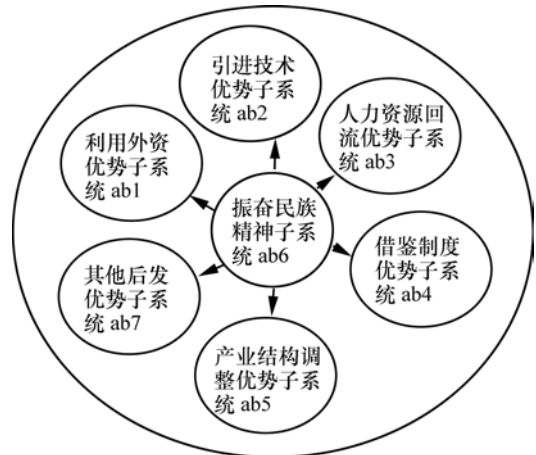 引进技术
优势子系
统 ab2
人力资源回
流优势子系
统 ab3
利用外资
优势子系
统 ab1
振奋民族
精神子系
统 ab6
借鉴制度
优势子系
统 ab4
其他后发
优势子系
统 ab7
产业结构调
整优势子系
统 ab5